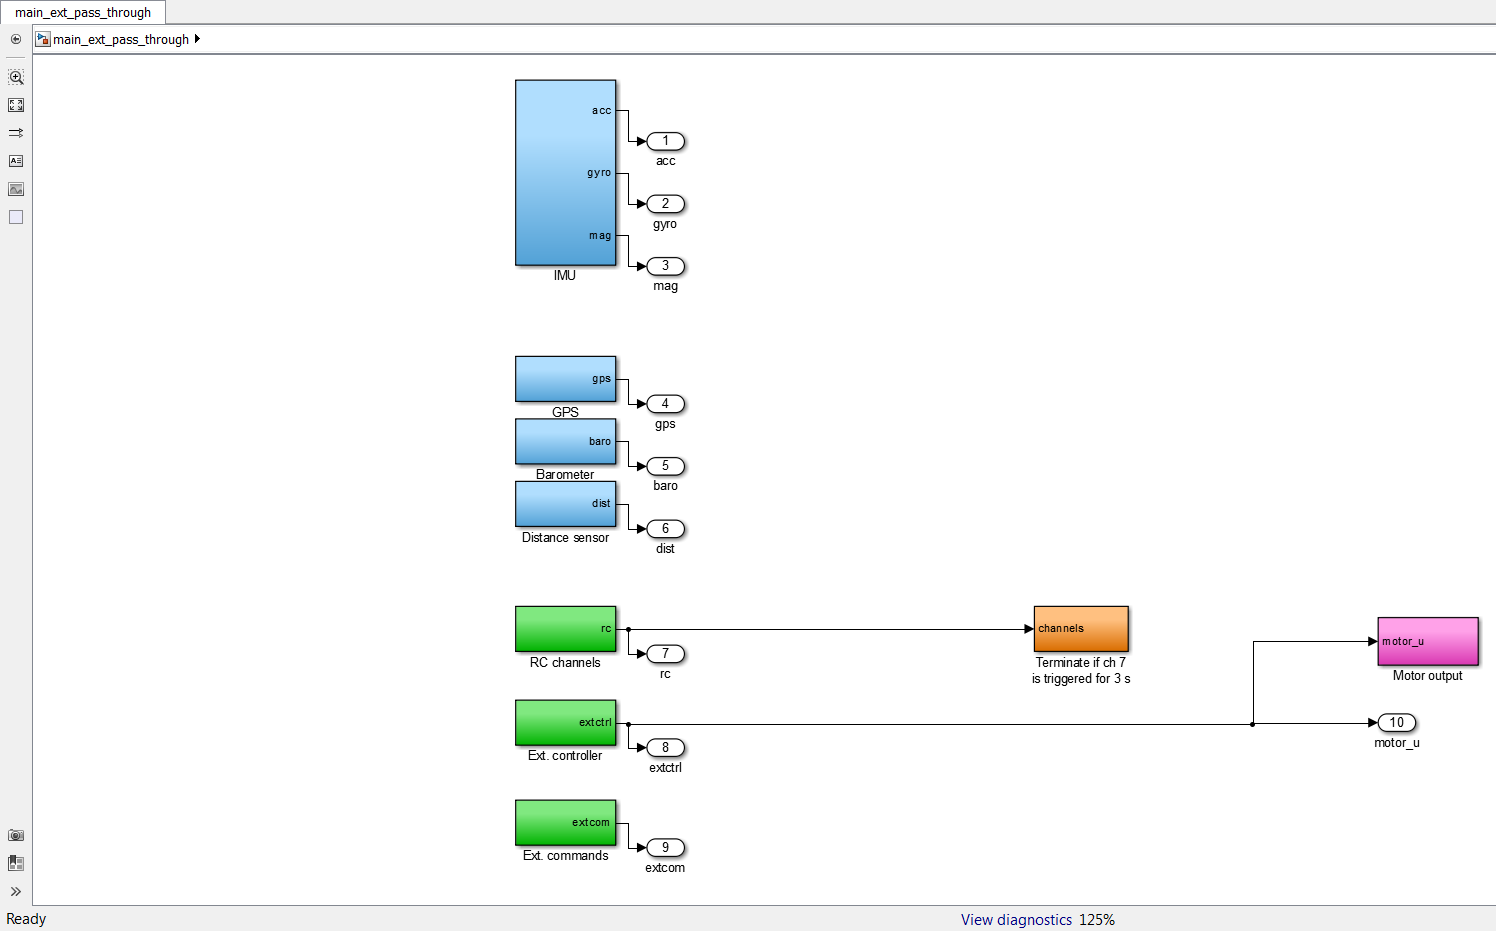 main_ext_pass_through
main_ext_pass_through
acc
1
acc
gyro
2
gyro
mag
3
mag
IMU
gps
4
gps
GPS
baro
5
baro
Barometer
dist
6
dist
Distance sensor
rc
7
rc
RC channels
channels
Terminate if ch 7
is triggered for 3 s
motor_u
Motor output
extctrl
8
extctrl
Ext. controller
10
motor_u
extcom
9
extcom
Ext. commands
Ready
View diagnostics 125%